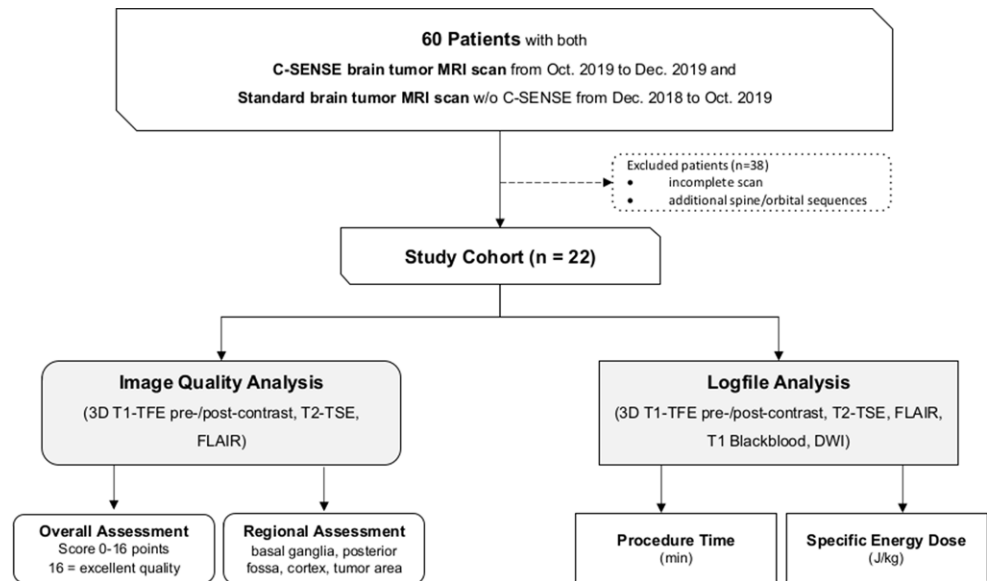 60 Patients with both
C-SENSE brain tumor MRI scan from Oct. 2019 to Dec. 2019 and
Standard brain tumor MRI scan w/o C-SENSE from Dec. 2018 to Oct. 2019
Excluded patients (n=38)
• incomplete scan
• additional spine/orbital sequences
Study Cohort (n = 22)
Image Quality Analysis
(3D T1-TFE pre-/post-contrast, T2-TSE,
FLAIR)
Logfile Analysis
(3D T1-TFE pre-/post-contrast, T2-TSE, FLAIR,
T1 Blackblood, DWI)
Overall Assessment
Score 0-16 points
16 = excellent quality
Regional Assessment
basal ganglia, posterior
fossa, cortex, tumor area
Procedure Time
(min)
Specific Energy Dose
(J/kg)